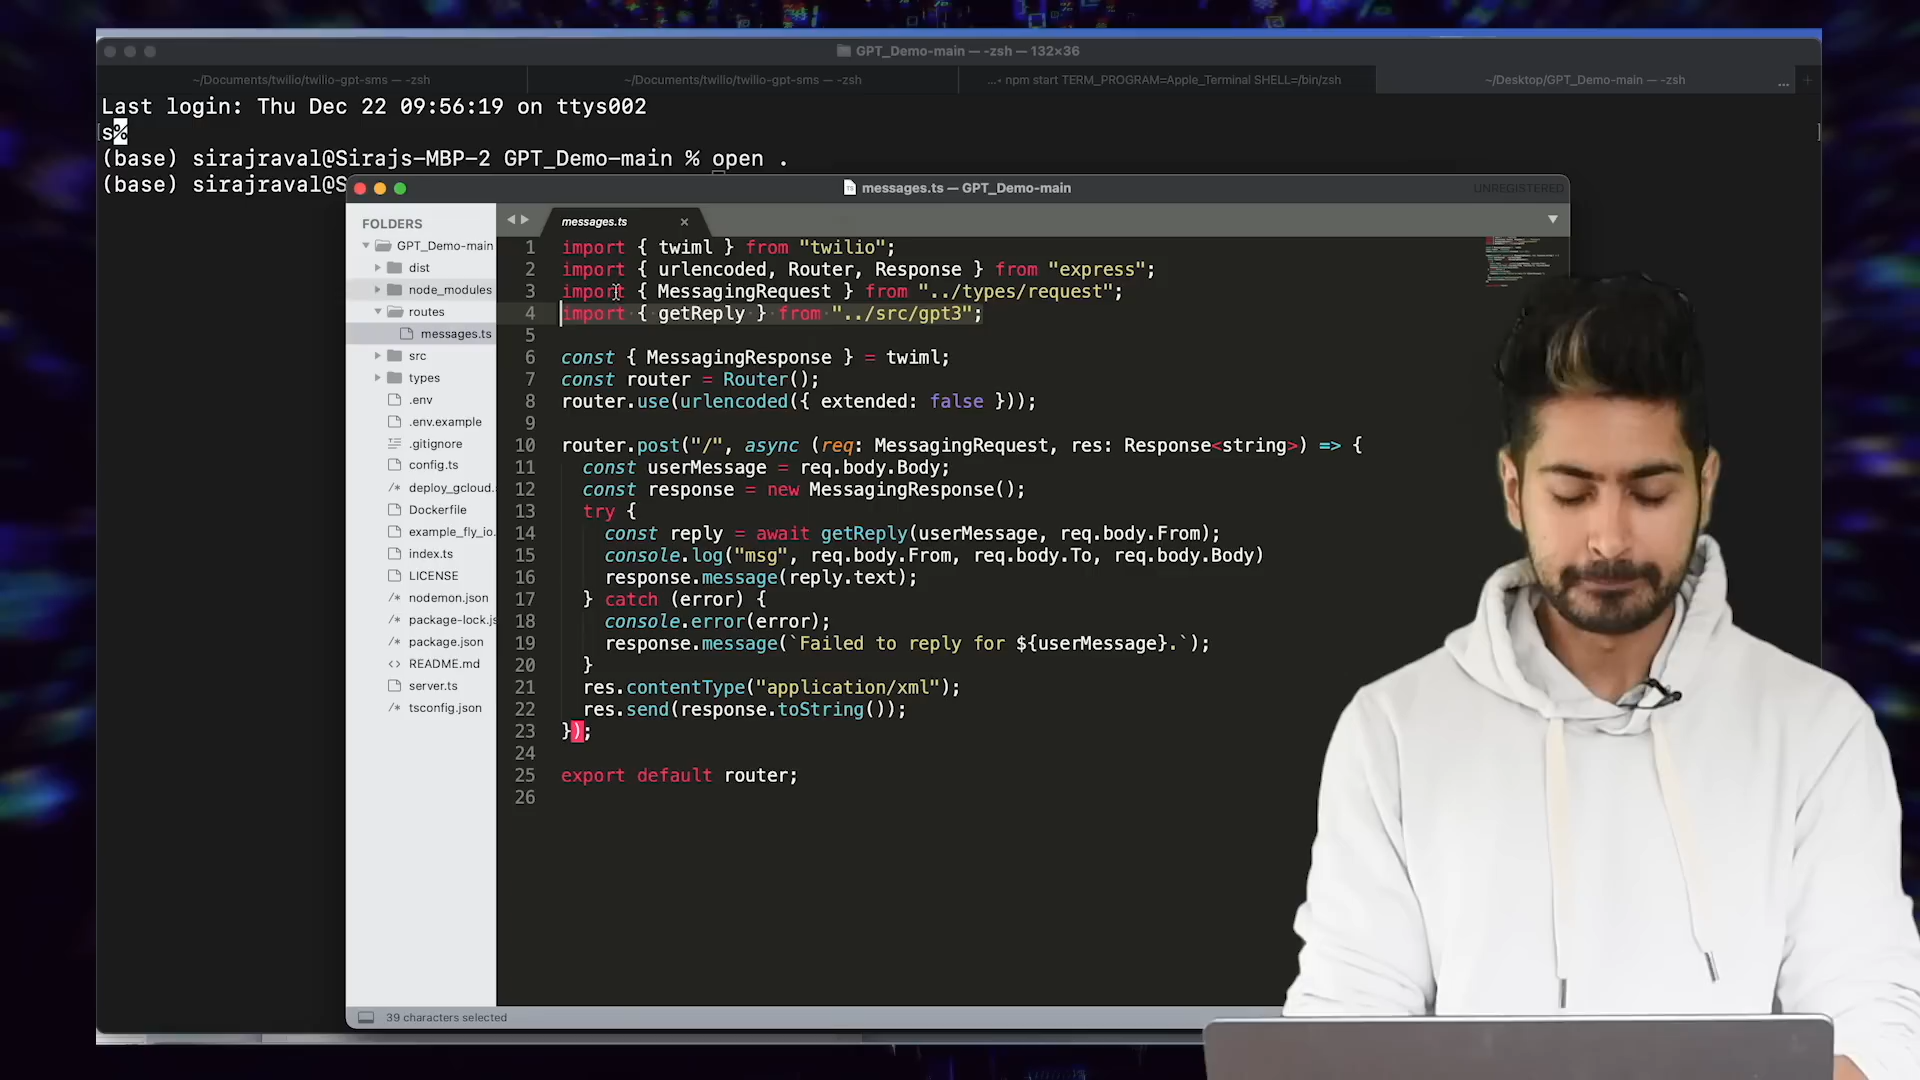 GPT_Demo-main — -zsh — 132×36
~/Documents/twilio/twilio-gpt-sms — -zsh
~/Documents/twilio/twilio-gpt-sms — -zsh
...• npm start TERM_PROGRAM=Apple_Terminal SHELL=/bin/zsh
~/Desktop/GPT_Demo-main — -zsh
...
+
Last login: Thu Dec 22 09:56:19 on ttys002
[s%
]
(base) sirajraval@Sirajs-MBP-2 GPT_Demo-main % open .
(base) sirajraval@S
messages.ts — GPT_Demo-main
UNREGISTERED
FOLDERS
GPT_Demo-main
dist
node_modules
routes
messages.ts
src
types
.env
.env.example
.gitignore
config.ts
/* deploy_gcloud.
Dockerfile
example_fly_io.
index.ts
LICENSE
/* nodemon.json
/* package-lock.js
/* package.json
<> README.md
server.ts
/* tsconfig.json
messages.ts ×
1 import { twiml } from "twilio";
2 import { urlencoded, Router, Response } from "express";
3 import { MessagingRequest } from "../types/request";
4 import { getReply } from "../src/gpt3";
5
6 const { MessagingResponse } = twiml;
7 const router = Router();
8 router.use(urlencoded({ extended: false }));
9
10 router.post("/", async (req: MessagingRequest, res: Response<string>) => {
11 const userMessage = req.body.Body;
12 const response = new MessagingResponse();
13 try {
14 const reply = await getReply(userMessage, req.body.From);
15 console.log("msg", req.body.From, req.body.To, req.body.Body)
16 response.message(reply.text);
17 } catch (error) {
18 console.error(error);
19 response.message(`Failed to reply for ${userMessage}.`);
20 }
21 res.contentType("application/xml");
22 res.send(response.toString());
23 });
24
25 export default router;
26
39 characters selected